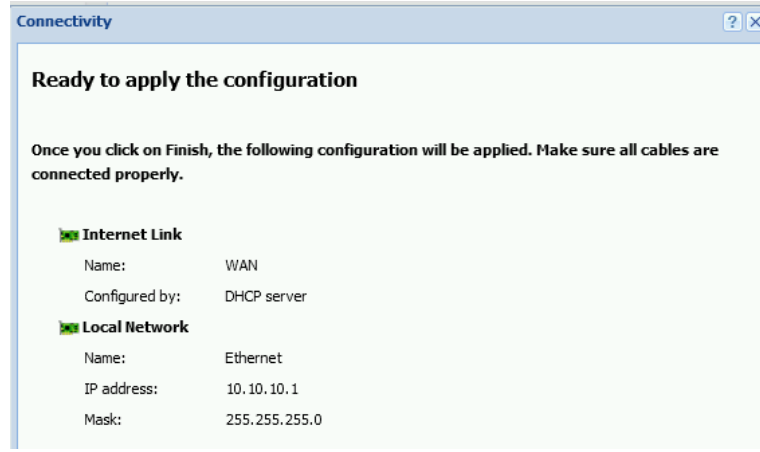 Connectivity
Ready to apply the configuration
Once you click on Finish, the following configuration will be applied. Make sure all cables are
connected properly.
Internet Link
Name: WAN
Configured by: DHCP server
Local Network
Name: Ethernet
IP address: 10.10.10.1
Mask: 255.255.255.0